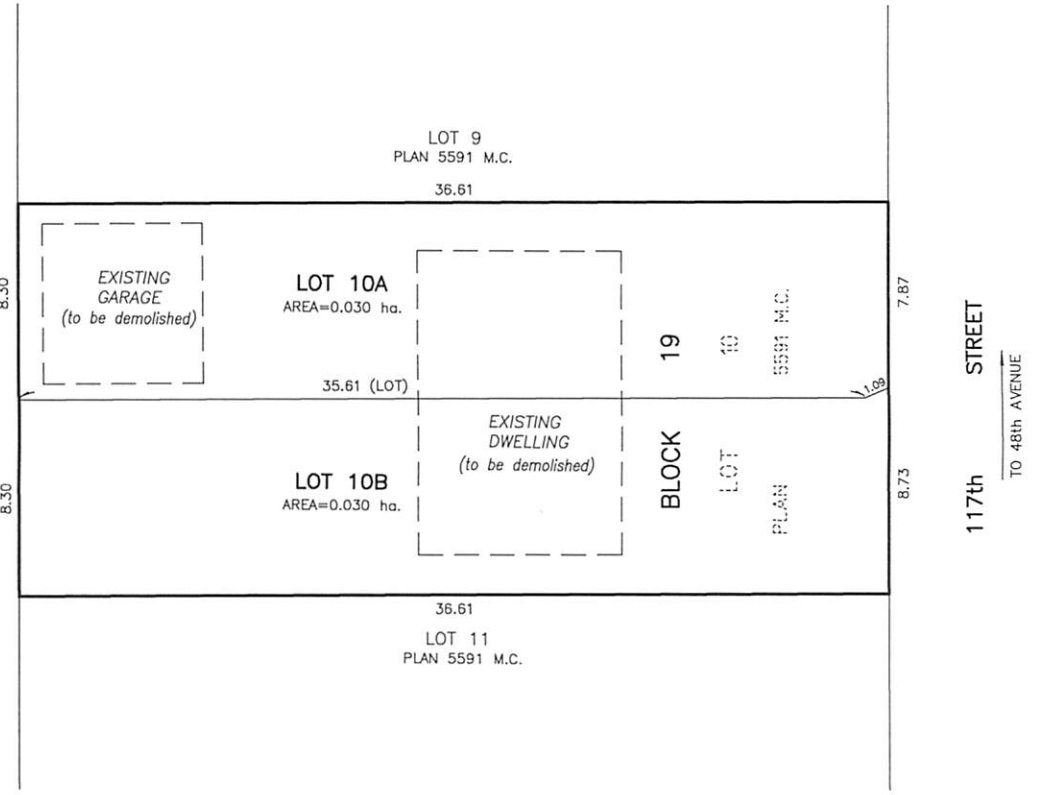 LOT 9
PLAN 5591 M.C.
36.61
8.30
EXISTING
GARAGE
(to be demolished)
LOT 10A
AREA=0.030 ha.
7.87
35.61 (LOT)
1.09
EXISTING
DWELLING
(to be demolished)
8.30
LOT 10B
AREA=0.030 ha.
BLOCK 19
LOT 10
PLAN 5591 M.C.
8.73
117th STREET
TO 48th AVENUE
36.61
LOT 11
PLAN 5591 M.C.